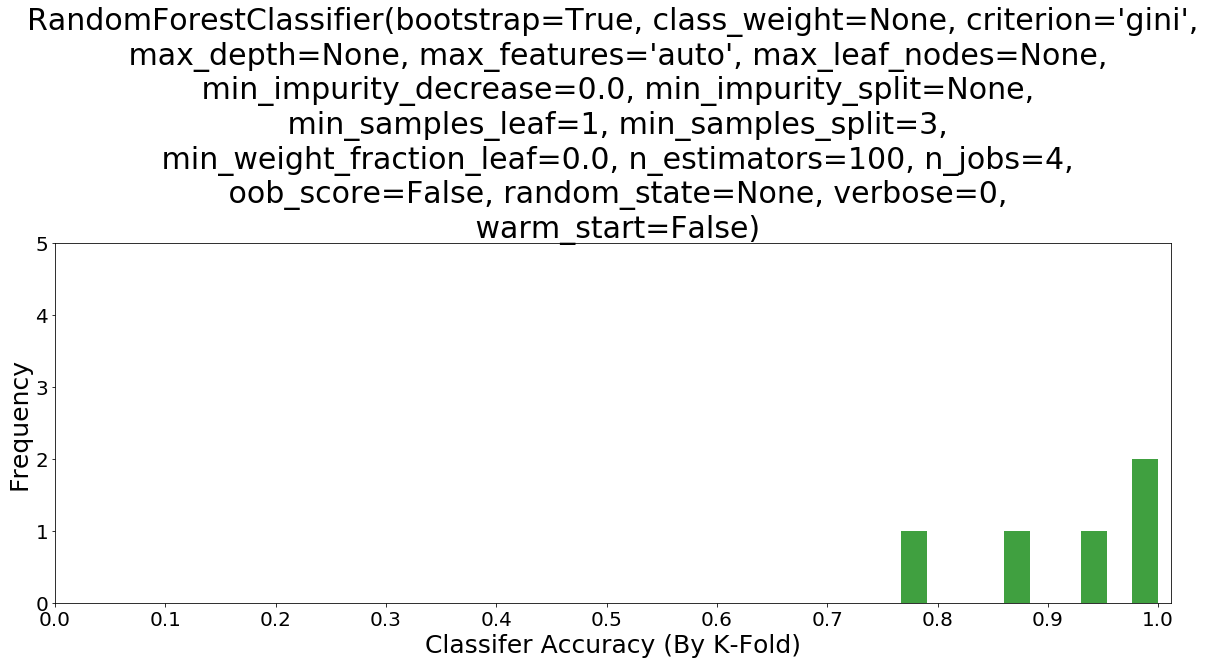 RandomForestClassifier(bootstrap=True, class_weight=None, criterion='gini',
max_depth=None, max_features='auto', max_leaf_nodes=None,
min_impurity_decrease=0.0, min_impurity_split=None,
min_samples_leaf=1, min_samples_split=3,
min_weight_fraction_leaf=0.0, n_estimators=100, n_jobs=4,
oob_score=False, random_state=None, verbose=0,
warm_start=False)
5
4
3
2
1
0
Frequency
0.0 0.1 0.2 0.3 0.4 0.5 0.6 0.7 0.8 0.9 1.0
Classifer Accuracy (By K-Fold)